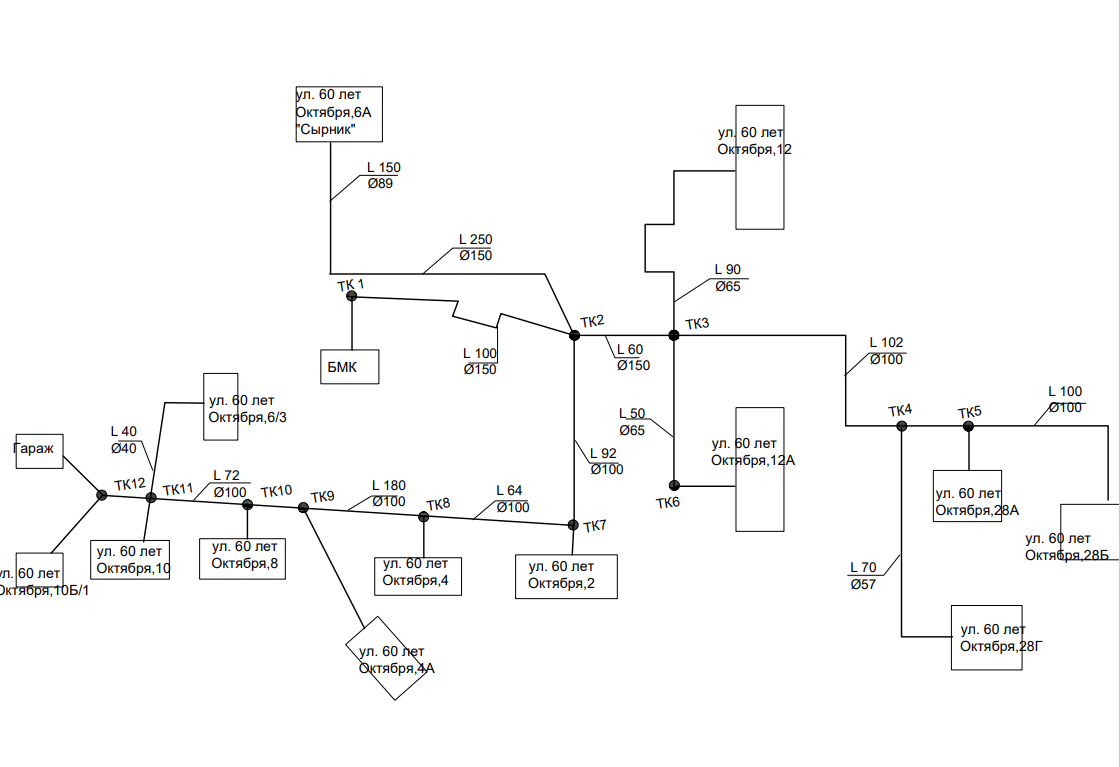 ул. 60 лет
Октября,6А
"Сырник"
ул. 60 лет
Октября,12
L 150
Ø89
L 250
Ø150
ТК 1
L 90
Ø65
ТК2
ТК3
L 100
Ø150
L 60
Ø150
L 102
Ø100
БМК
ул. 60 лет
Октября,6/3
L 100
Ø100
ТК4
ТК5
L 40
Ø40
L 50
Ø65
Гараж
ул. 60 лет
Октября,12А
L 92
Ø100
ТК12
ТК11
L 72
Ø100
ТК10
ТК9
L 180
Ø100
ТК8
L 64
Ø100
ТК7
ТК6
ул. 60 лет
Октября,28А
ул. 60 лет
Октября,28Б
ул. 60 лет
Октября,10Б/1
ул. 60 лет
Октября,10
ул. 60 лет
Октября,8
ул. 60 лет
Октября,4
ул. 60 лет
Октября,2
L 70
Ø57
ул. 60 лет
Октября,4А
ул. 60 лет
Октября,28Г